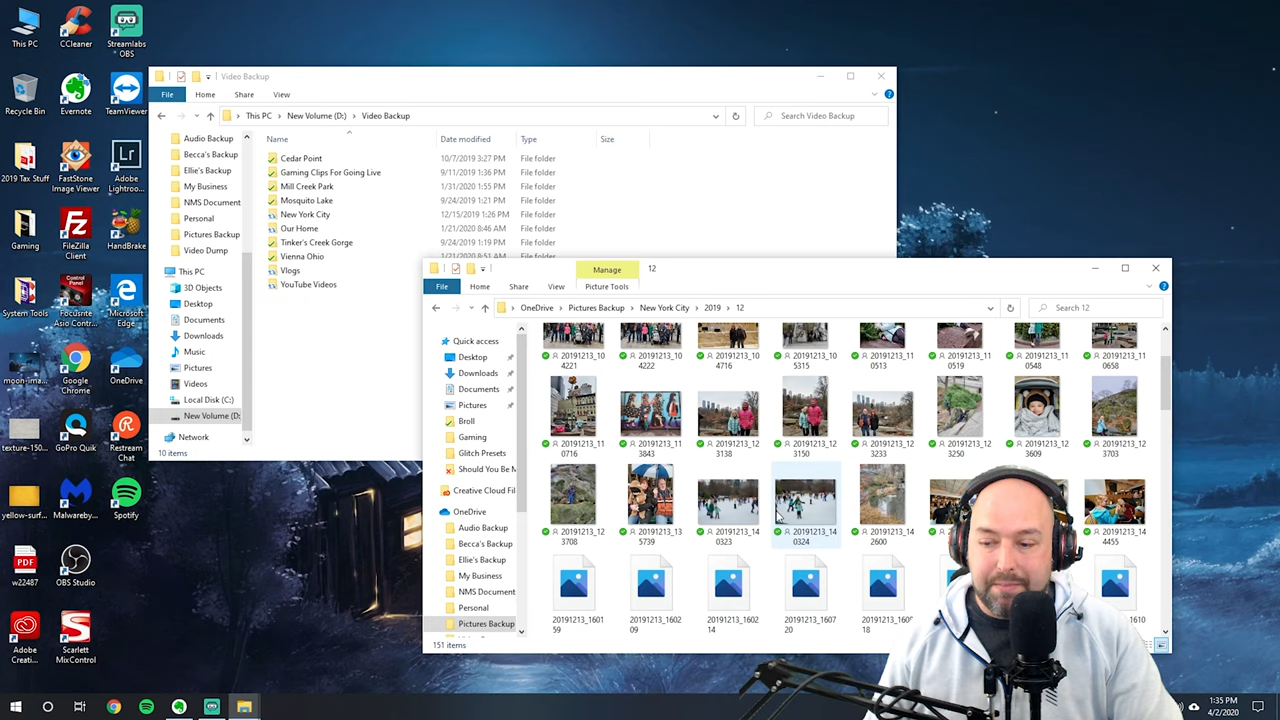 This PC
CCleaner
Streamlabs
OBS
Recycle Bin
Evernote
TeamViewer
2019 Tax Stuff
FastStone
Image Viewer
Adobe
Lightroo...
Gaming
FileZilla
Client
HandBrake
System Tools
Focusrite
Asio Contr...
Microsoft
Edge
moon-ima...
Google
Chrome
OneDrive
GoPro Quik
Restream
Chat
yellow-surf...
Malwareby...
Spotify
w22487
OBS Studio
Adobe
Creati...
Scarlett
MixControl
Video Backup
File
Home
Share
View
This PC
New Volume (D:)
Video Backup
Search Video Backup
Audio Backup
Becca's Backup
Ellie's Backup
My Business
NMS Document
Personal
Pictures Backup
Video Dump
This PC
3D Objects
Desktop
Documents
Downloads
Music
Pictures
Videos
Local Disk (C:)
New Volume (D:
Network
Name
Date modified
Type
Size
Cedar Point 10/7/2019 3:27 PM File folder
Gaming Clips For Going Live 9/11/2019 1:36 PM File folder
Mill Creek Park 1/31/2020 1:55 PM File folder
Mosquito Lake 9/24/2019 1:21 PM File folder
New York City 12/15/2019 1:26 PM File folder
Our Home 1/21/2020 8:46 AM File folder
Tinker's Creek Gorge 9/24/2019 1:19 PM File folder
Vienna Ohio 1/21/2020 8:51 AM File folder
Vlogs
YouTube Videos
10 items
Manage
12
File
Home
Share
View
Picture Tools
OneDrive
Pictures Backup
New York City
2019
12
Search 12
Quick access
Desktop
Downloads
Documents
Pictures
Broll
Gaming
Glitch Presets
Should You Be M
Creative Cloud Fil
OneDrive
Audio Backup
Becca's Backup
Ellie's Backup
My Business
NMS Document
Personal
Pictures Backup
20191213_10
4221
20191213_10
4222
20191213_10
4716
20191213_10
5315
20191213_11
0513
20191213_11
0519
20191213_11
0548
20191213_11
0658
20191213_11
0716
20191213_11
3843
20191213_12
3138
20191213_12
3150
20191213_12
3233
20191213_12
3250
20191213_12
3609
20191213_12
3703
20191213_12
3708
20191213_13
5739
20191213_14
0323
20191213_14
0324
20191213_14
2600
4455
20191213_1601
59
20191213_1602
09
20191213_1602
14
20191213_1607
20
151 items
1:35 PM
4/2/2020